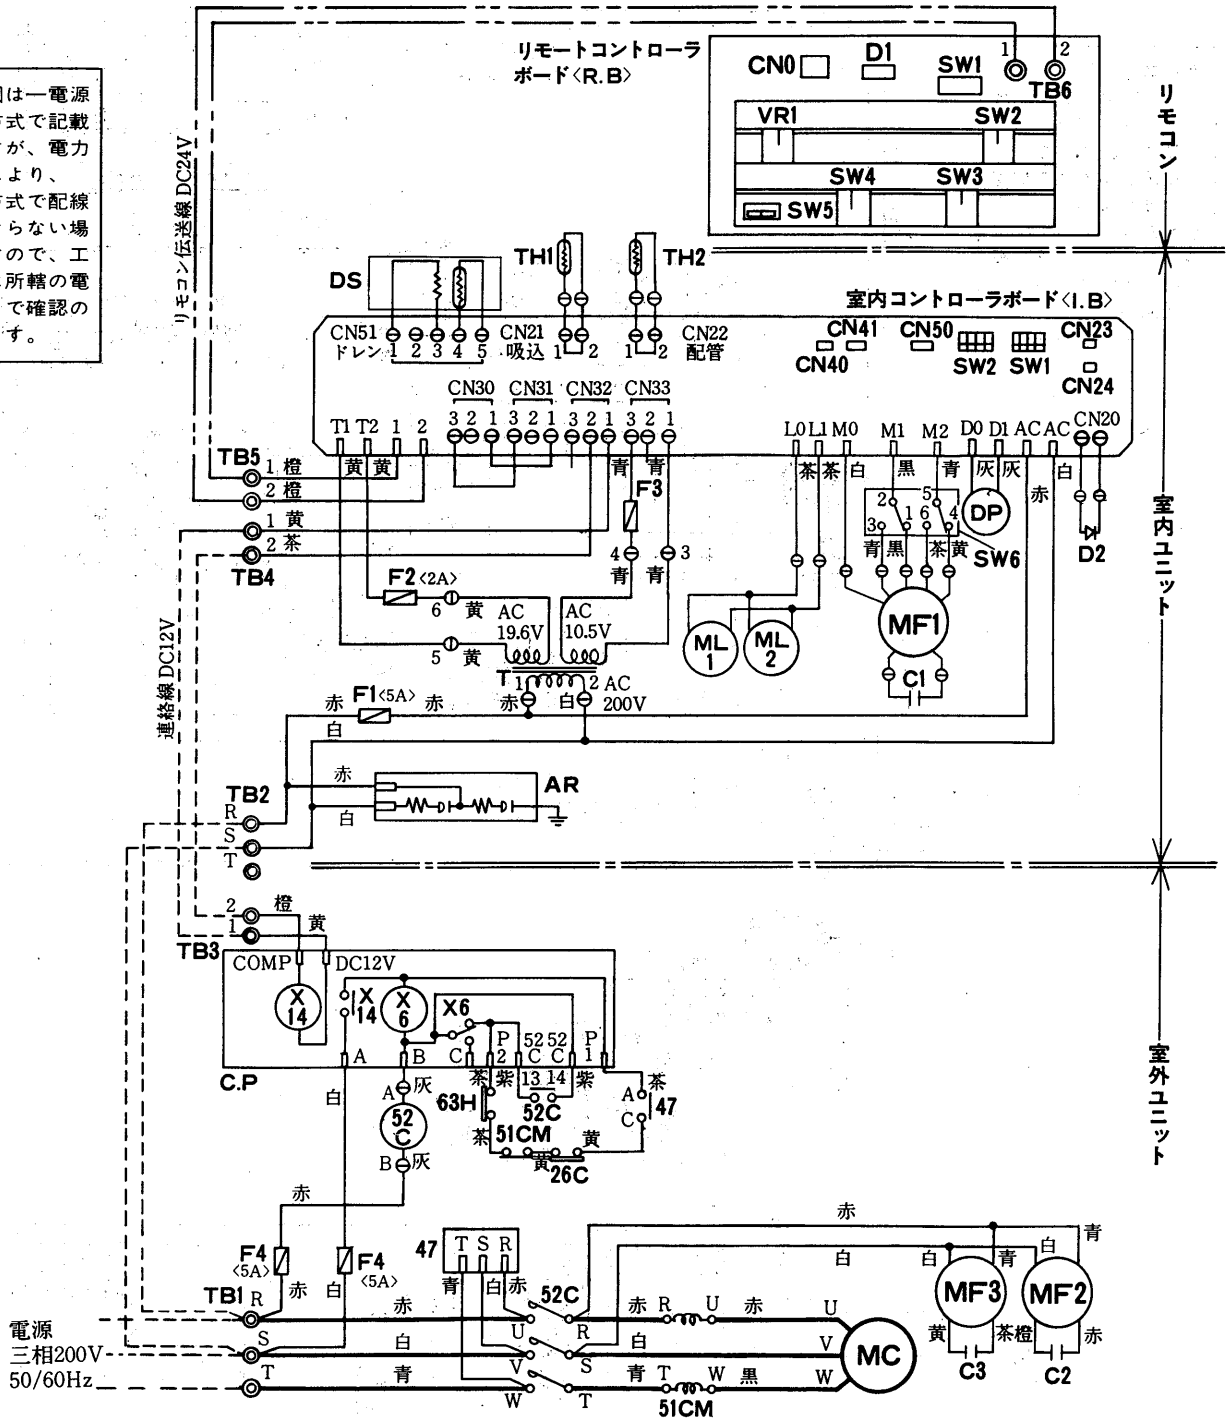 リモートコントローラ
ボード<R.B>
CN0 D1 SW1 1 2
TB6
VR1 SW2
SW4 SW3
SW5
リモコン
は一電源
式で記載
が、電力
より、
式で配線
らない場
ので、工
所轄の電
で確認の
す。
リモコン伝送線DC24V
DS TH1 TH2
室内コントローラボード<I.B>
CN51 CN21 CN22 CN41 CN50 CN23
ドレン 1 2 3 4 5 吸込 1 2 1 2 配管 CN40 SW2 SW1
CN24
CN30 CN31 CN32 CN33
3 2 1 3 2 1 3 2 1 3 2 1
T1 T2 1 2 L0 L1 M0 M1 M2 D0 D1 AC AC CN20
TB5 1 橙 黄 黄 青 青 茶 茶 白 黒 青 灰 灰 赤 白
2 橙 F3 2 5 DP
1 黄 3 1 6 4
2 茶 4 3 青 黒 茶 黄 SW6 D2
TB4 青 青
F2<2A>
6 黄 AC AC
19.6V 10.5V
5 黄
ML
1
ML
2
MF1
C1
T 1 2 AC
赤 F1<5A> 赤 赤 白 200V
白
連絡線DC12V
室内ユニット
赤 AR
TB2
R
S 白
T
2 橙
1 黄
TB3
COMP DC12V
X
14
X
14
X
6
X6 P 52 52 P
A B C 2 C C 1
C.P
白 A 灰 茶 紫 13 14 紫 茶
63H 52C A 47
52
C
茶 51CM 黄 C
B 灰 黄 26C
室外ユニット
赤 赤
F4 47 T S R 白 白 青 白 青
<5A> F4
<5A> 青 白 赤 MF3 MF2
TB1 R 赤 白 赤 52C 赤 R U 赤 U 黄 茶 橙 赤
電源 U R C3 C2
三相200V S 白 白 V MC
50/60Hz V S
T 青 青 T W 黒 W
W T 51CM